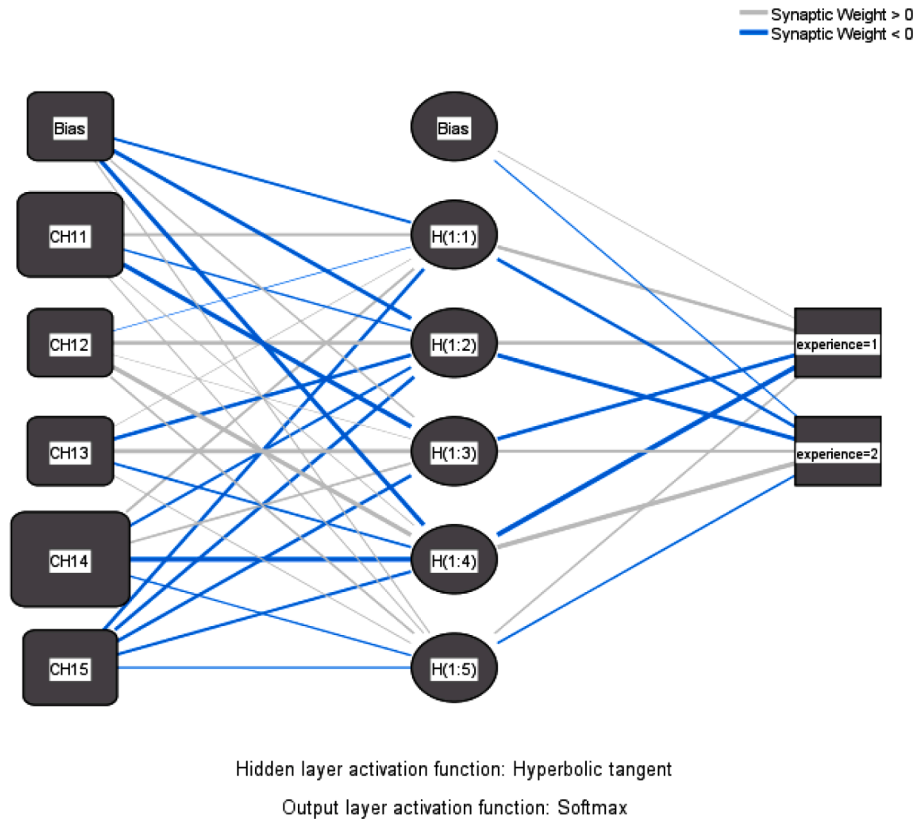 Synaptic Weight > 0
Synaptic Weight < 0
Bias
Bias
CH11
H(1:1)
CH12
H(1:2)
experience=1
CH13
H(1:3)
experience=2
CH14
H(1:4)
CH15
H(1:5)
Hidden layer activation function: Hyperbolic tangent
Output layer activation function: Softmax